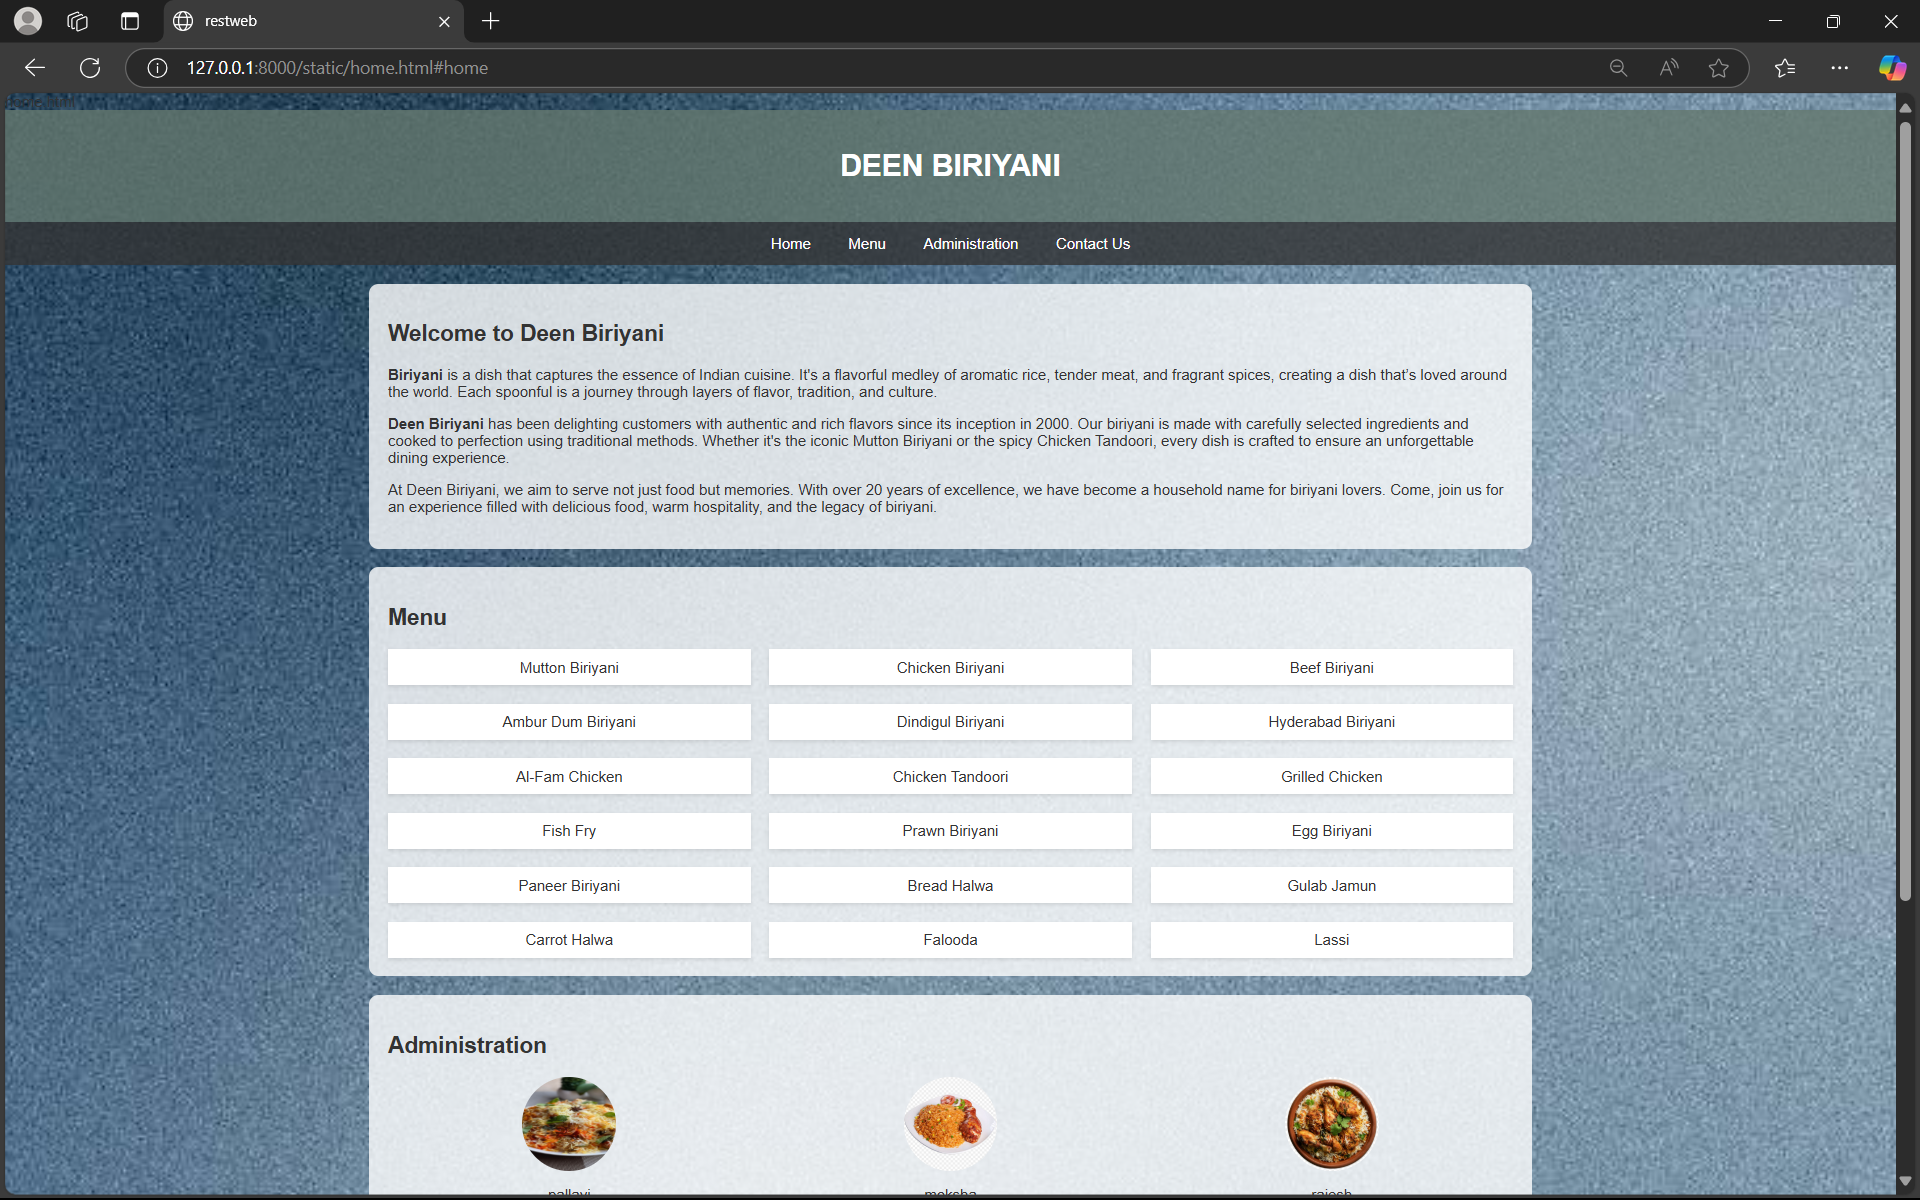 restweb
127.0.0.1:8000/static/home.html#home
DEEN BIRIYANI
Home Menu Administration Contact Us
Welcome to Deen Biriyani
Biriyani is a dish that captures the essence of Indian cuisine. It's a flavorful medley of aromatic rice, tender meat, and fragrant spices, creating a dish that's loved around
the world. Each spoonful is a journey through layers of flavor, tradition, and culture.
Deen Biriyani has been delighting customers with authentic and rich flavors since its inception in 2000. Our biriyani is made with carefully selected ingredients and
cooked to perfection using traditional methods. Whether it's the iconic Mutton Biriyani or the spicy Chicken Tandoori, every dish is crafted to ensure an unforgettable
dining experience.
At Deen Biriyani, we aim to serve not just food but memories. With over 20 years of excellence, we have become a household name for biriyani lovers. Come, join us for
an experience filled with delicious food, warm hospitality, and the legacy of biriyani.
Menu
Mutton Biriyani Chicken Biriyani Beef Biriyani
Ambur Dum Biriyani Dindigul Biriyani Hyderabad Biriyani
Al-Fam Chicken Chicken Tandoori Grilled Chicken
Fish Fry Prawn Biriyani Egg Biriyani
Paneer Biriyani Bread Halwa Gulab Jamun
Carrot Halwa Falooda Lassi
Administration
pallavi moksha rajesh